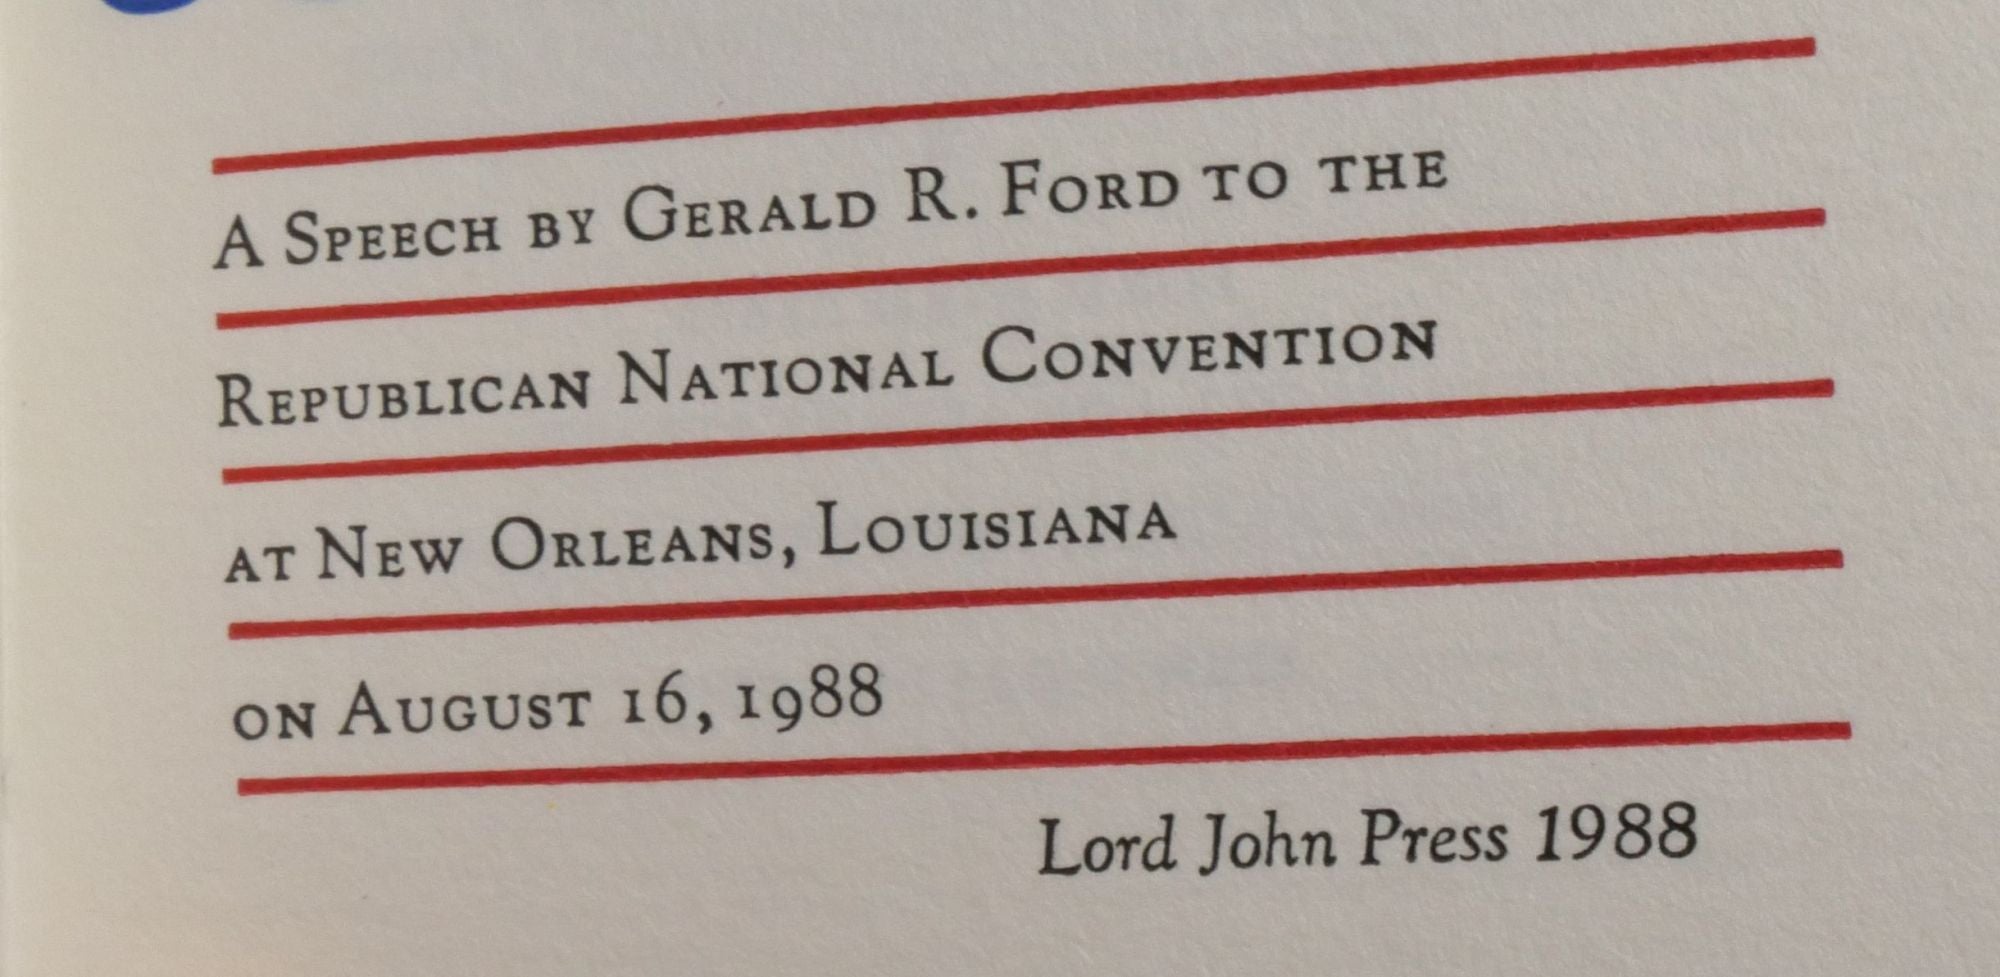 A Speech by Gerald R. Ford to the
Republican National Convention
at New Orleans, Louisiana
on August 16, 1988
Lord John Press 1988